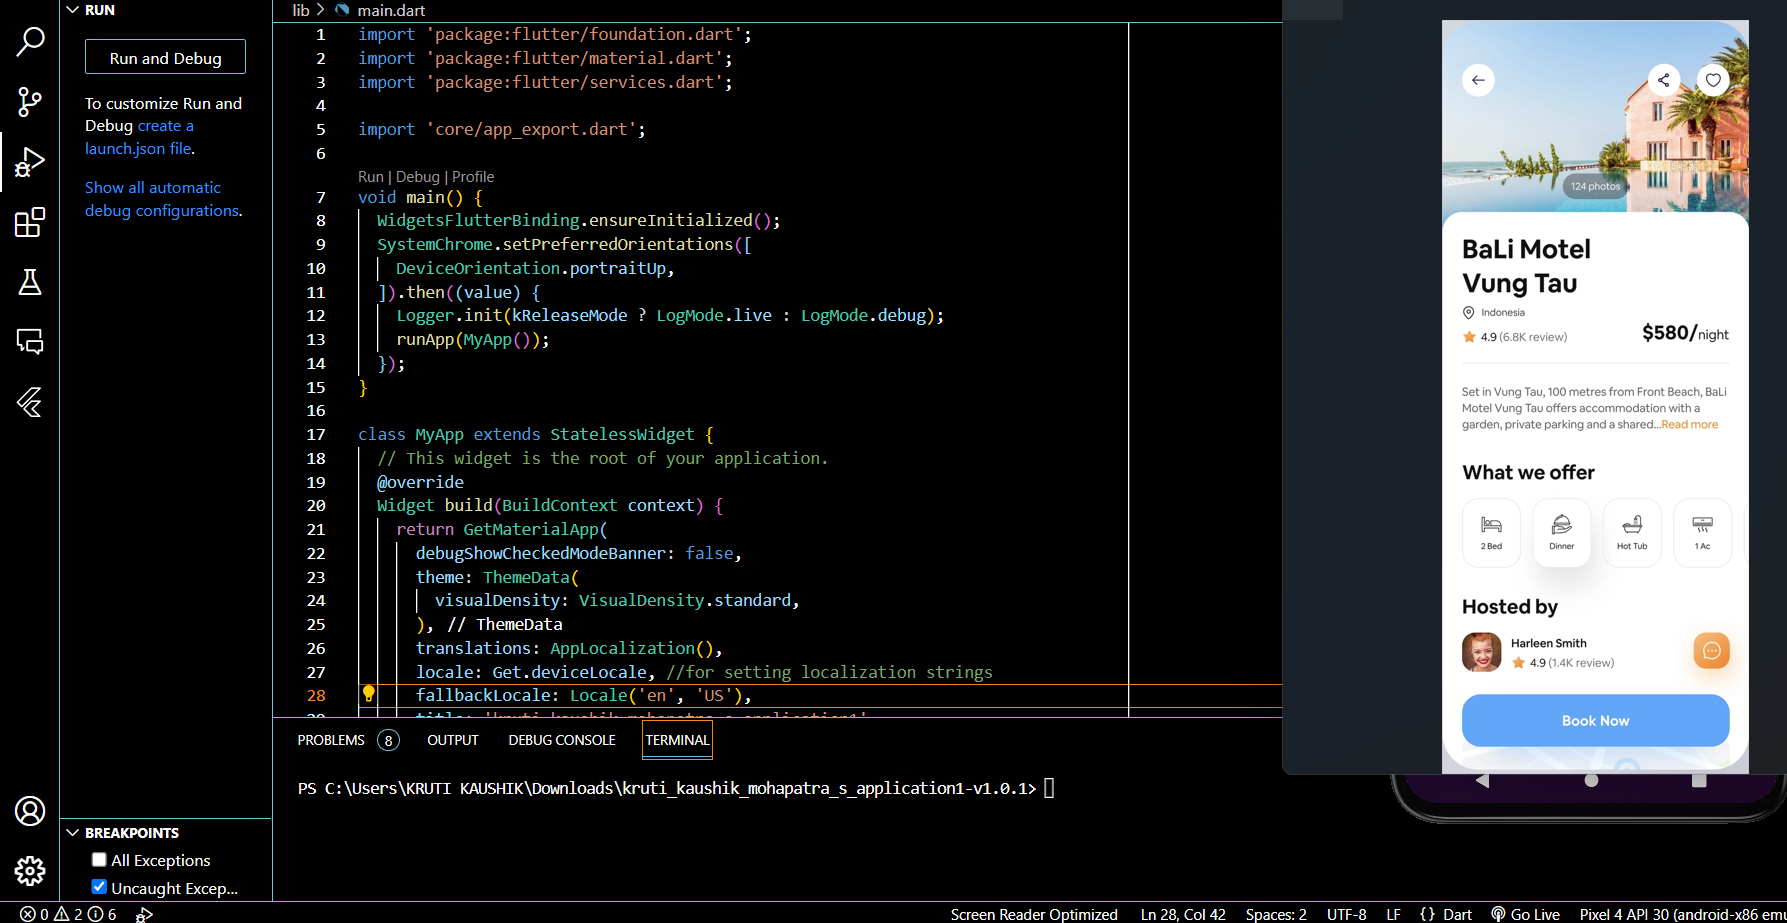 RUN
Run and Debug
To customize Run and
Debug create a
launch.json file.
Show all automatic
debug configurations.
BREAKPOINTS
All Exceptions
Uncaught Excep...
lib > main.dart
1 import 'package:flutter/foundation.dart';
2 import 'package:flutter/material.dart';
3 import 'package:flutter/services.dart';
4
5 import 'core/app_export.dart';
6
Run | Debug | Profile
7 void main() {
8 WidgetsFlutterBinding.ensureInitialized();
9 SystemChrome.setPreferredOrientations([
10 DeviceOrientation.portraitUp,
11 ]).then((value) {
12 Logger.init(kReleaseMode ? LogMode.live : LogMode.debug);
13 runApp(MyApp());
14 });
15 }
16
17 class MyApp extends StatelessWidget {
18 // This widget is the root of your application.
19 @override
20 Widget build(BuildContext context) {
21 return GetMaterialApp(
22 debugShowCheckedModeBanner: false,
23 theme: ThemeData(
24 visualDensity: VisualDensity.standard,
25 ), // ThemeData
26 translations: AppLocalization(),
27 locale: Get.deviceLocale, //for setting localization strings
28 fallbackLocale: Locale('en', 'US'),
29 title: 'kruti_kaushik_mohapatra_s_application1'
PROBLEMS 8 OUTPUT DEBUG CONSOLE TERMINAL
PS C:\Users\KRUTI KAUSHIK\Downloads\kruti_kaushik_mohapatra_s_application1-v1.0.1>
124 photos
BaLi Motel
Vung Tau
Indonesia
4.9 (6.8K review)
$580/night
Set in Vung Tau, 100 metres from Front Beach, BaLi
Motel Vung Tau offers accommodation with a
garden, private parking and a shared...Read more
What we offer
2 Bed Dinner Hot Tub 1 Ac
Hosted by
Harleen Smith
4.9 (1.4K review)
Book Now
0 2 6 Screen Reader Optimized Ln 28, Col 42 Spaces: 2 UTF-8 LF {} Dart Go Live Pixel 4 API 30 (android-x86 em